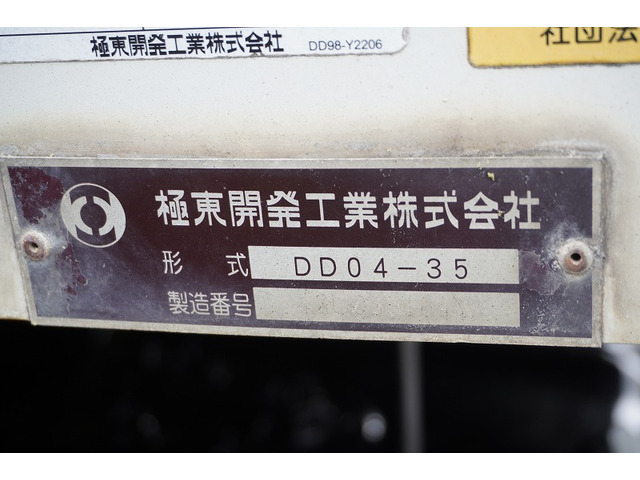 極東開発工業株式会社 DD98-Y2206
社団法
極東開発工業株式会社
形式 DD04-35
製造番号